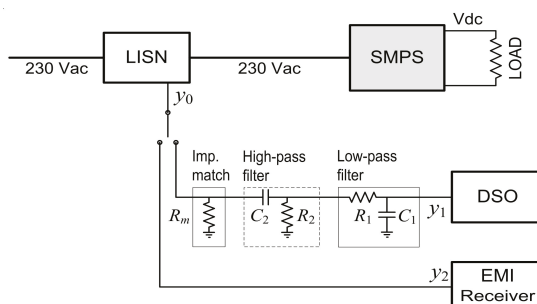 Vdc
LISN
SMPS
LOAD
230 Vac
230 Vac
y0
Imp.
match
High-pass
filter
Low-pass
filter
Rm
C2
R2
R1
C1
y1
DSO
y2
EMI
Receiver